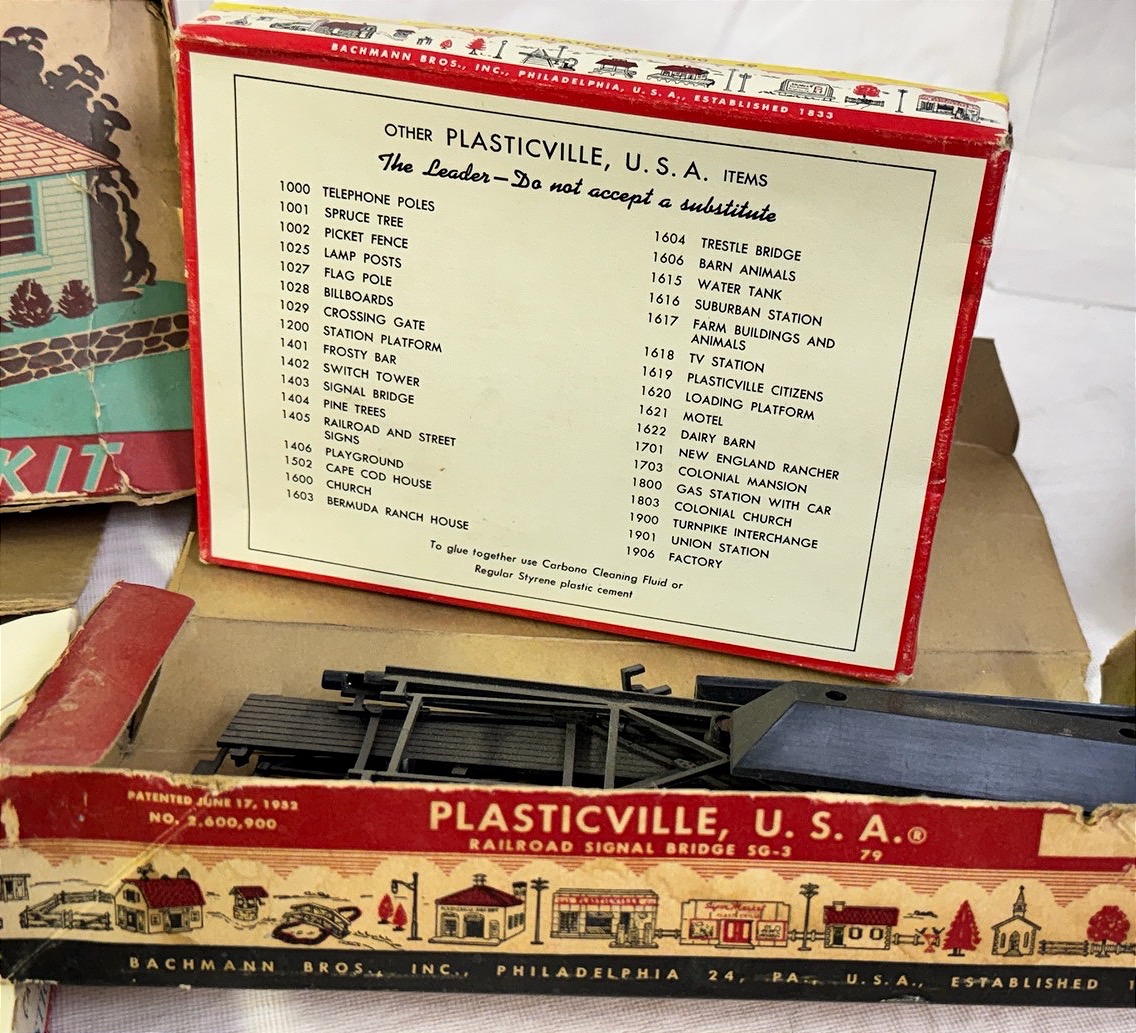 BACHMANN BROS., INC., PHILADELPHIA, U. S. A., ESTABLISHED 1833
OTHER PLASTICVILLE, U. S. A. ITEMS
The Leader—Do not accept a substitute
1000 TELEPHONE POLES
1001 SPRUCE TREE
1002 PICKET FENCE
1025 LAMP POSTS
1027 FLAG POLE
1028 BILLBOARDS
1029 CROSSING GATE
1200 STATION PLATFORM
1401 FROSTY BAR
1402 SWITCH TOWER
1403 SIGNAL BRIDGE
1404 PINE TREES
1405 RAILROAD AND STREET
SIGNS
1406 PLAYGROUND
1502 CAPE COD HOUSE
1600 CHURCH
1603 BERMUDA RANCH HOUSE
1604 TRESTLE BRIDGE
1606 BARN ANIMALS
1615 WATER TANK
1616 SUBURBAN STATION
1617 FARM BUILDINGS AND
ANIMALS
1618 TV STATION
1619 PLASTICVILLE CITIZENS
1620 LOADING PLATFORM
1621 MOTEL
1622 DAIRY BARN
1701 NEW ENGLAND RANCHER
1703 COLONIAL MANSION
1800 GAS STATION WITH CAR
1803 COLONIAL CHURCH
1900 TURNPIKE INTERCHANGE
1901 UNION STATION
1906 FACTORY
To glue together use Carbona Cleaning Fluid or
Regular Styrene plastic cement
KIT
PATENTED JUNE 17, 1952
NO. 2,600,900
PLASTICVILLE, U. S. A.®
RAILROAD SIGNAL BRIDGE SG-3 79
Super Market
BACHMANN BROS., INC., PHILADELPHIA 24, PA., U.S.A., ESTABLISHED 1